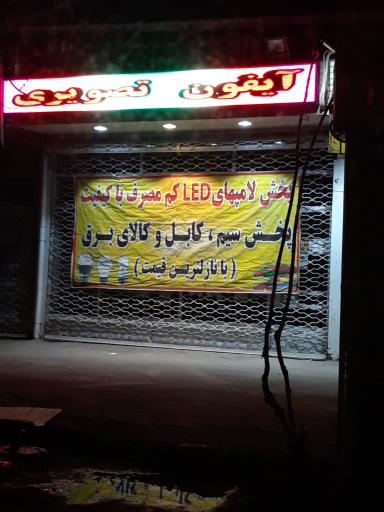 آیفون تصویری
پخش لامپهای LED کم مصرف با کیفیت
پخش سیم ، کابل و کالای برق
(با نازلترین قیمت)